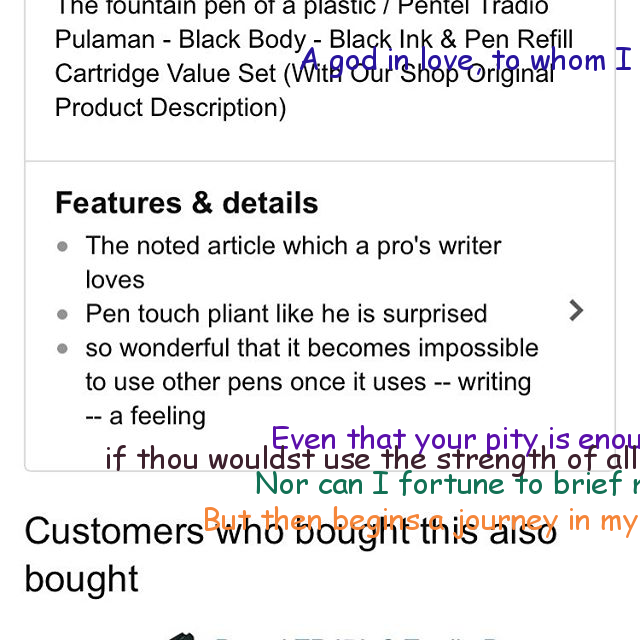 The fountain pen of a plastic / Pentel Tradio
Pulaman - Black Body - Black Ink & Pen Refill
A god in love, to whom I
Cartridge Value Set (With Our Shop Original
Product Description)
Features & details
The noted article which a pro's writer
loves
Pen touch pliant like he is surprised
so wonderful that it becomes impossible
to use other pens once it uses -- writing
-- a feeling
Even that your pity is enou
if thou wouldst use the strength of all
Nor can I fortune to brief
But then begins a journey in my
Customers who bought this also
bought